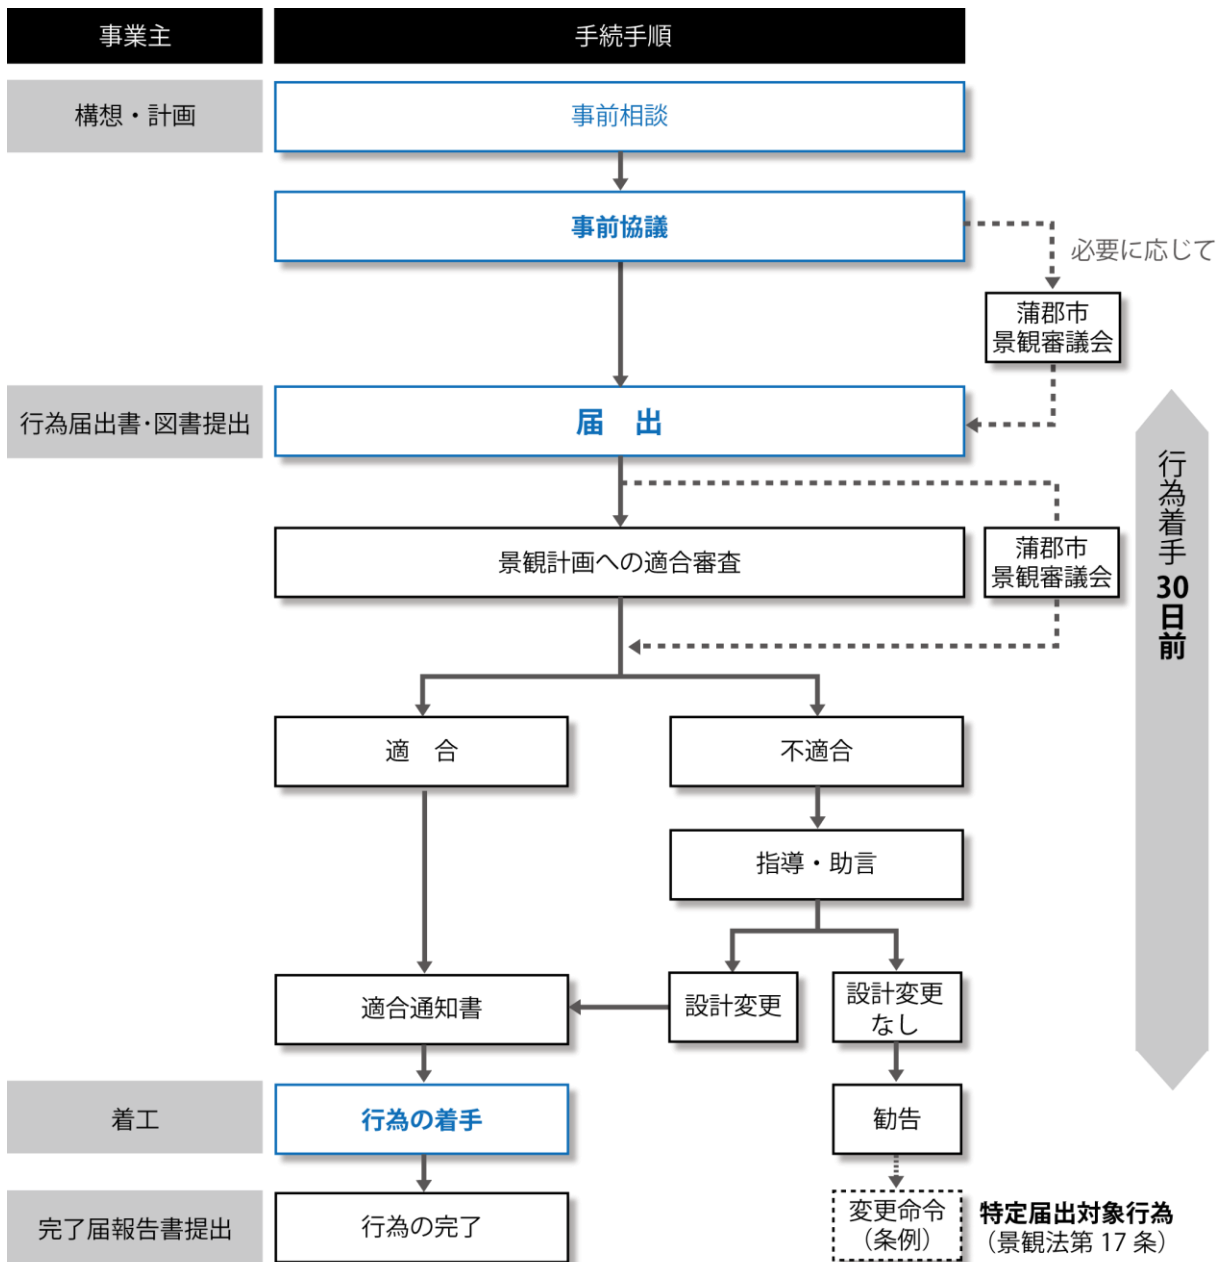 事業主
手続手順
構想・計画
事前相談
事前協議
必要に応じて
蒲郡市
景観審議会
行為届出書・図書提出
届　出
景観計画への適合審査
蒲郡市
景観審議会
行為着手30日前
適　合
不適合
指導・助言
適合通知書
設計変更
設計変更
なし
着工
行為の着手
勧告
完了届報告書提出
行為の完了
変更命令
（条例）
特定届出対象行為
（景観法第 17 条）